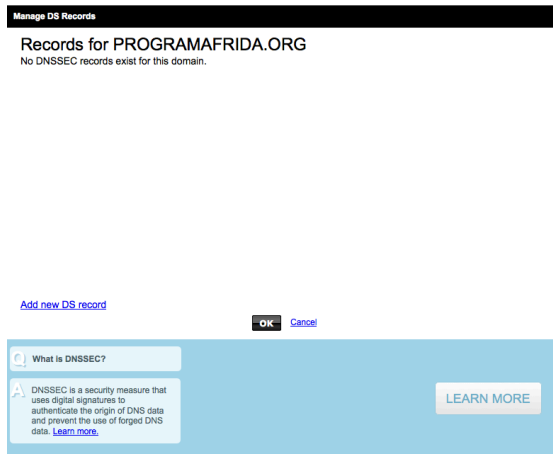 Manage DS Records
Records for PROGRAMAFRIDA.ORG
No DNSSEC records exist for this domain.
Add new DS record
OK Cancel
Q What is DNSSEC?
A DNSSEC is a security measure that
uses digital signatures to
authenticate the origin of DNS data
and prevent the use of forged DNS
data. Learn more.
LEARN MORE